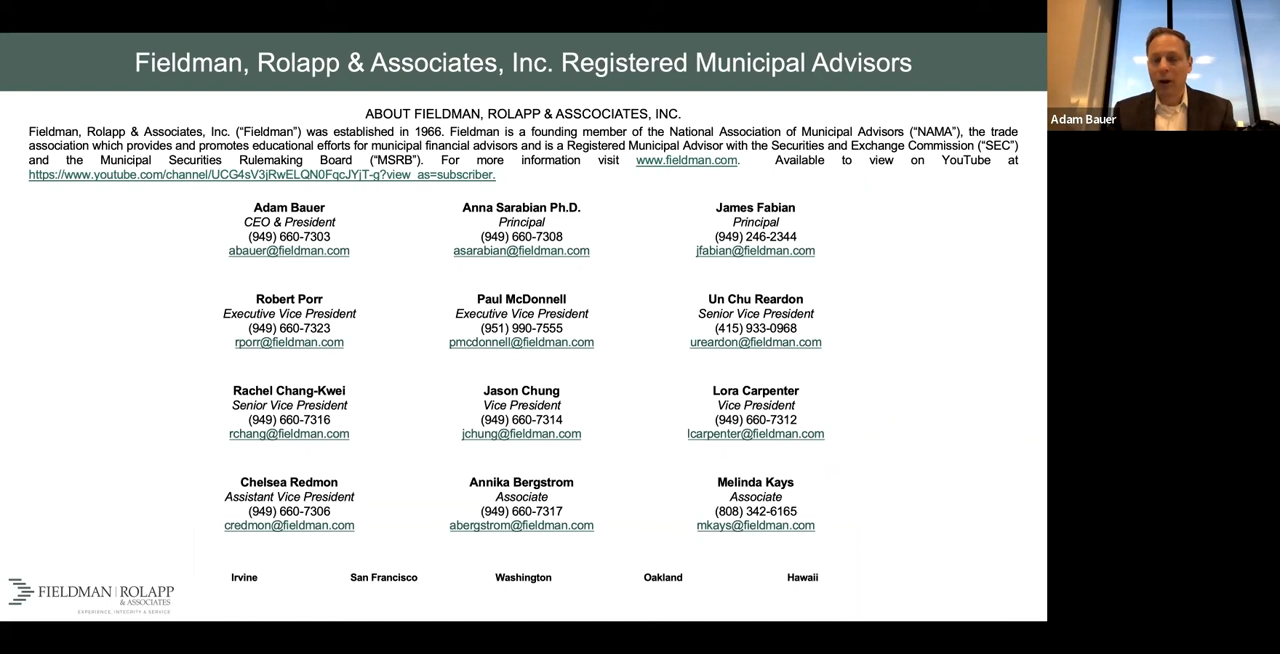 Fieldman, Rolapp & Associates, Inc. Registered Municipal Advisors
Adam Bauer
ABOUT FIELDMAN, ROLAPP & ASSCOCIATES, INC.
Fieldman, Rolapp & Associates, Inc. (“Fieldman”) was established in 1966. Fieldman is a founding member of the National Association of Municipal Advisors (“NAMA”), the trade
association which provides and promotes educational efforts for municipal financial advisors and is a Registered Municipal Advisor with the Securities and Exchange Commission (“SEC”)
and the Municipal Securities Rulemaking Board (“MSRB”). For more information visit www.fieldman.com. Available to view on YouTube at
https://www.youtube.com/channel/UCG4sV3jRwELQN0FqcJYjT-g?view_as=subscriber.
Adam Bauer
CEO & President
(949) 660-7303
abauer@fieldman.com
Anna Sarabian Ph.D.
Principal
(949) 660-7308
asarabian@fieldman.com
James Fabian
Principal
(949) 246-2344
jfabian@fieldman.com
Robert Porr
Executive Vice President
(949) 660-7323
rporr@fieldman.com
Paul McDonnell
Executive Vice President
(951) 990-7555
pmcdonnell@fieldman.com
Un Chu Reardon
Senior Vice President
(415) 933-0968
ureardon@fieldman.com
Rachel Chang-Kwei
Senior Vice President
(949) 660-7316
rchang@fieldman.com
Jason Chung
Vice President
(949) 660-7314
jchung@fieldman.com
Lora Carpenter
Vice President
(949) 660-7312
lcarpenter@fieldman.com
Chelsea Redmon
Assistant Vice President
(949) 660-7306
credmon@fieldman.com
Annika Bergstrom
Associate
(949) 660-7317
abergstrom@fieldman.com
Melinda Kays
Associate
(808) 342-6165
mkays@fieldman.com
Irvine San Francisco Washington Oakland Hawaii
FIELDMAN | ROLAPP
& ASSOCIATES
EXPERIENCE, INTEGRITY & SERVICE